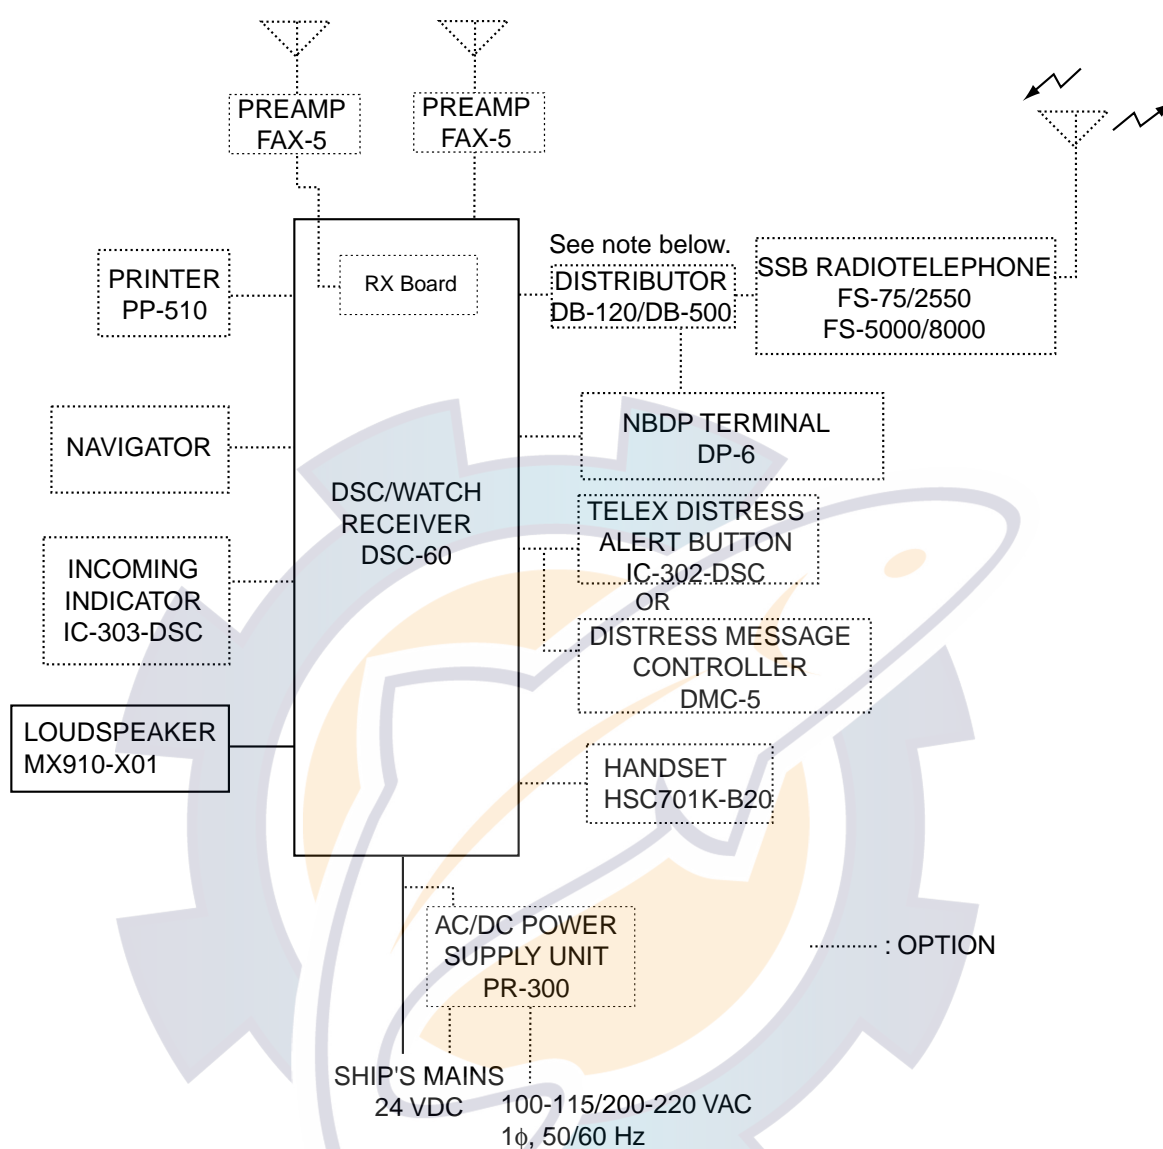 PREAMP
FAX-5
PREAMP
FAX-5
PRINTER
PP-510
RX Board
See note below.
DISTRIBUTOR
DB-120/DB-500
SSB RADIOTELEPHONE
FS-75/2550
FS-5000/8000
NAVIGATOR
NBDP TERMINAL
DP-6
DSC/WATCH
RECEIVER
DSC-60
TELEX DISTRESS
ALERT BUTTON
IC-302-DSC
OR
INCOMING
INDICATOR
IC-303-DSC
DISTRESS MESSAGE
CONTROLLER
DMC-5
LOUDSPEAKER
MX910-X01
HANDSET
HSC701K-B20
AC/DC POWER
SUPPLY UNIT
PR-300
: OPTION
SHIP'S MAINS
24 VDC
100-115/200-220 VAC
1ϕ, 50/60 Hz